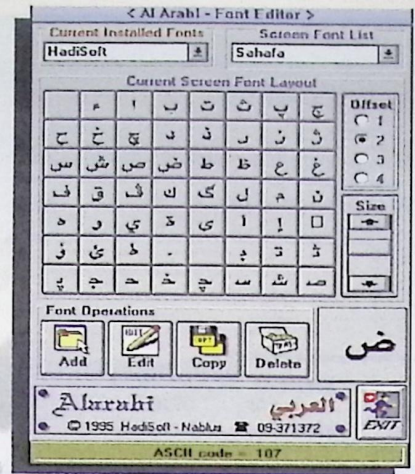 < Al Arabi - Font Editor >
Current Installed Fonts
Screen Font List
HadiSoft
Sahafa
Current Screen Font Layout
ء ا ب ت ث پ ج
ح خ چ د ذ ر ز ژ
س ش ص ض ط ظ ع غ
ف ق ك گ ل م ن
ه و ي ة ى أ إ
Offset
1
2
3
4
Size
Font Operations
Add
Edit
Copy
Delete
ض
Alarabi
العربي
© 1995 HadiSoft - Nablus ☎ 09-371372
EXIT
ASCII code = 107